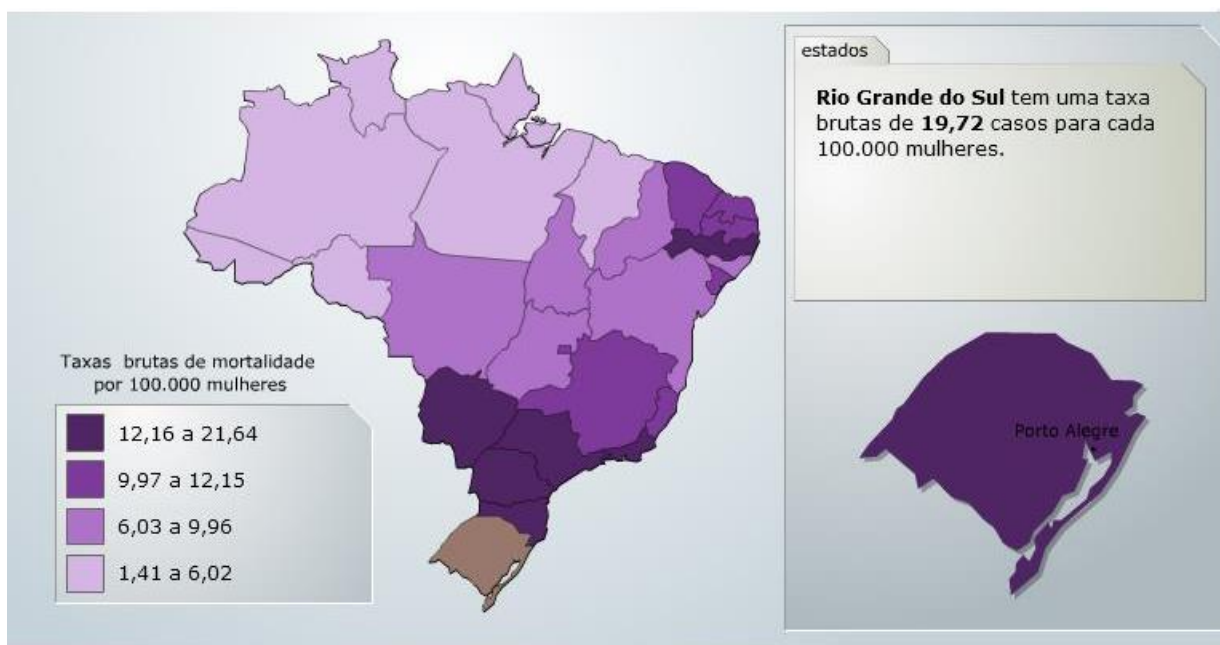 estados
Rio Grande do Sul tem uma taxa
brutas de 19,72 casos para cada
100.000 mulheres.
Taxas brutas de mortalidade
por 100.000 mulheres
12,16 a 21,64
9,97 a 12,15
6,03 a 9,96
1,41 a 6,02
Porto Alegre